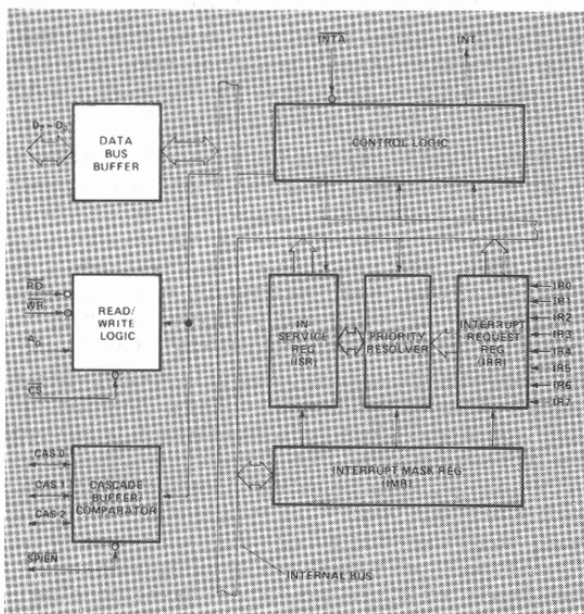 INTA
INT
D7 – D0
DATA
BUS
BUFFER
CONTROL LOGIC
RD
WR
A0
CS
READ/
WRITE
LOGIC
IN
SERVICE
REG
(ISR)
PRIORITY
RESOLVER
INTERRUPT
REQUEST
REG
(IRR)
IR0
IR1
IR2
IR3
IR4
IR5
IR6
IR7
CAS 0
CAS 1
CAS 2
CASCADE
BUFFER/
COMPARATOR
SP/EN
INTERRUPT MASK REG
(IMR)
INTERNAL BUS